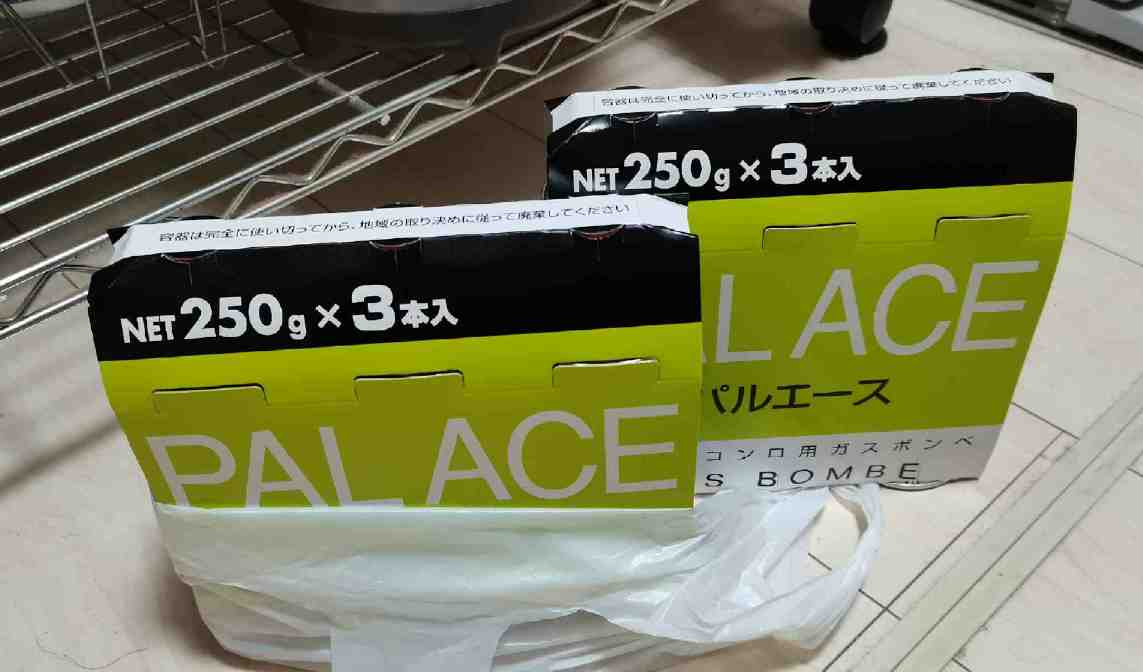 容器は完全に使い切ってから、地域の取り決めに従って廃棄してください
NET 250g×3本入
PAL ACE
容器は完全に使い切ってから、地域の取り決めに従って廃棄してください
NET 250g×3本入
AL ACE
パルエース
コンロ用ガスボンベ
S BOMBE